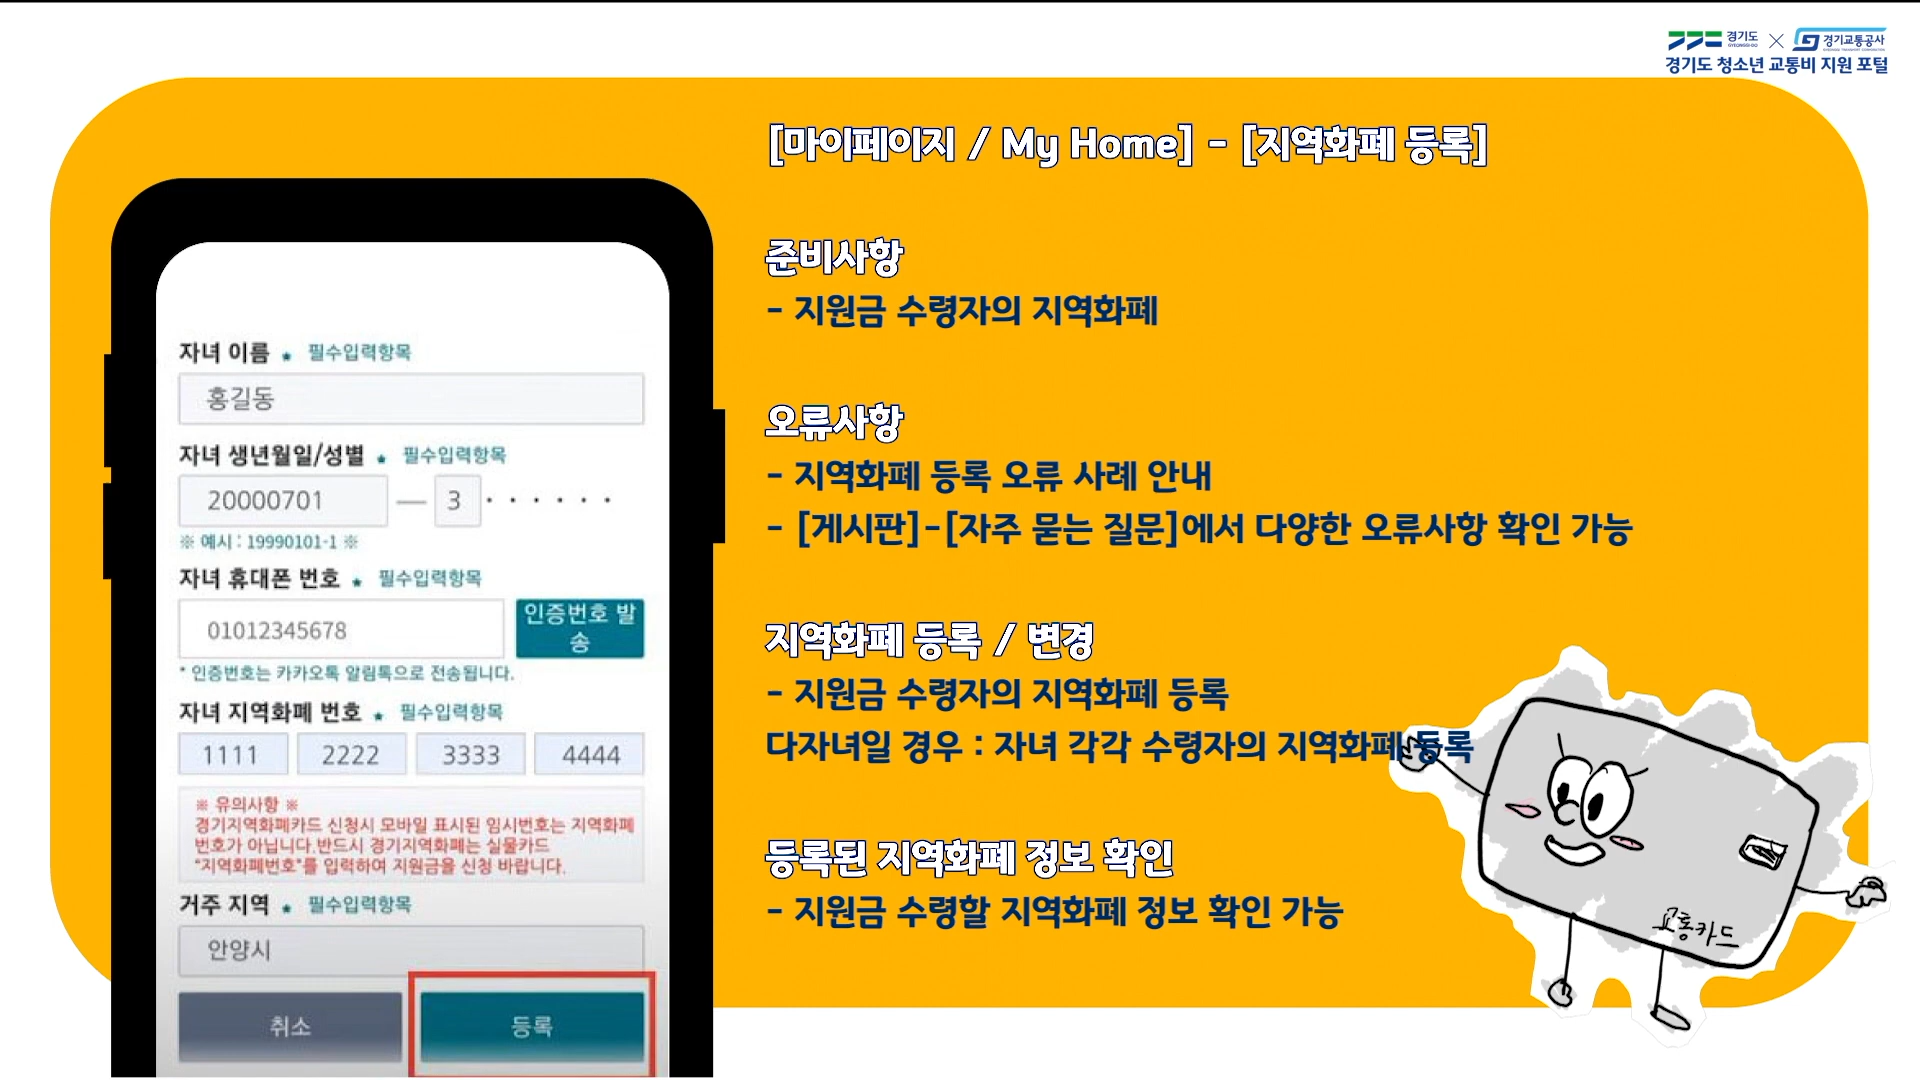 경기도 × 경기교통공사
경기도 청소년 교통비 지원 포털
[마이페이지 / My Home] - [지역화폐 등록]
준비사항
- 지원금 수령자의 지역화폐
오류사항
- 지역화폐 등록 오류 사례 안내
- [게시판]-[자주 묻는 질문]에서 다양한 오류사항 확인 가능
지역화폐 등록 / 변경
- 지원금 수령자의 지역화폐 등록
다자녀일 경우 : 자녀 각각 수령자의 지역화폐 등록
등록된 지역화폐 정보 확인
- 지원금 수령할 지역화폐 정보 확인 가능
자녀 이름 * 필수입력항목
홍길동
자녀 생년월일/성별 * 필수입력항목
20000701 — 3 · · · · · ·
※ 예시 : 19990101-1 ※
자녀 휴대폰 번호 * 필수입력항목
01012345678
인증번호 발
송
* 인증번호는 카카오톡 알림톡으로 전송됩니다.
자녀 지역화폐 번호 * 필수입력항목
1111 2222 3333 4444
※ 유의사항 ※
경기지역화폐카드 신청시 모바일 표시된 임시번호는 지역화폐
번호가 아닙니다.반드시 경기지역화폐는 실물카드
"지역화폐번호"를 입력하여 지원금을 신청 바랍니다.
거주 지역 * 필수입력항목
안양시
취소 등록
교통카드